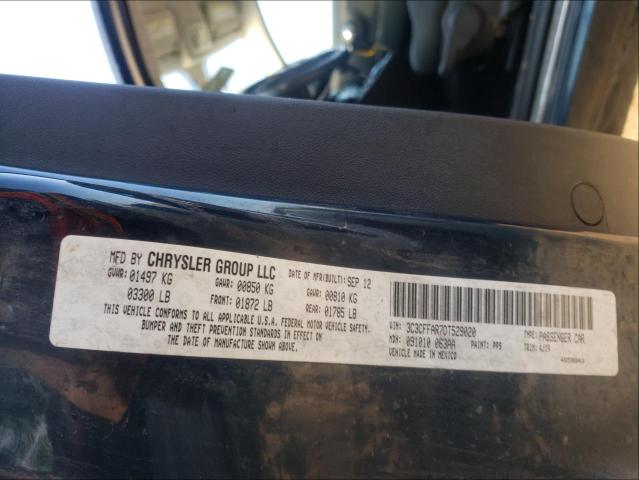 MFD BY CHRYSLER GROUP LLC DATE OF MFR(BUILT): SEP 12
GVWR: 01497 KG GAWR: 00850 KG GAWR: 00810 KG
03300 LB FRONT: 01872 LB REAR: 01785 LB
THIS VEHICLE CONFORMS TO ALL APPLICABLE U.S.A. FEDERAL MOTOR VEHICLE SAFETY,
BUMPER AND THEFT PREVENTION STANDARDS IN EFFECT ON
THE DATE OF MANUFACTURE SHOWN ABOVE.
VIN: 3C3CFFAR7DT529020 TYPE: PASSENGER CAR
MDH: 091010 063AA PAINT: PPS TRIM:
MADE IN MEXICO